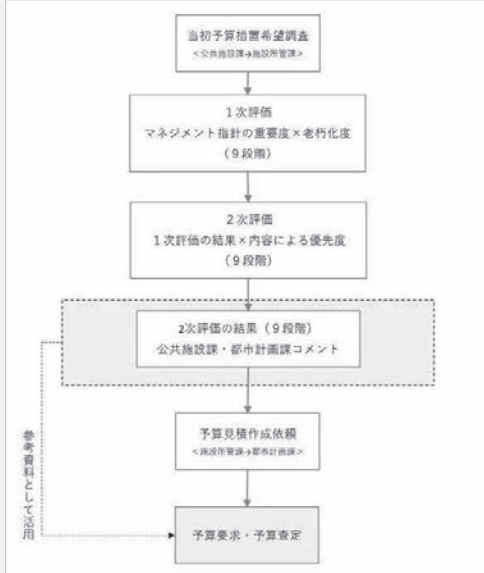 当初予算措置希望調査
<公共施設課→施設所管課>
1次評価
マネジメント指針の重要度×老朽化度
(9段階)
2次評価
1次評価の結果×内容による優先度
(9段階)
2次評価の結果(9段階)
公共施設課・都市計画課コメント
予算見積作成依頼
<施設所管課→都市計画課>
参考資料として活用
予算要求・予算査定